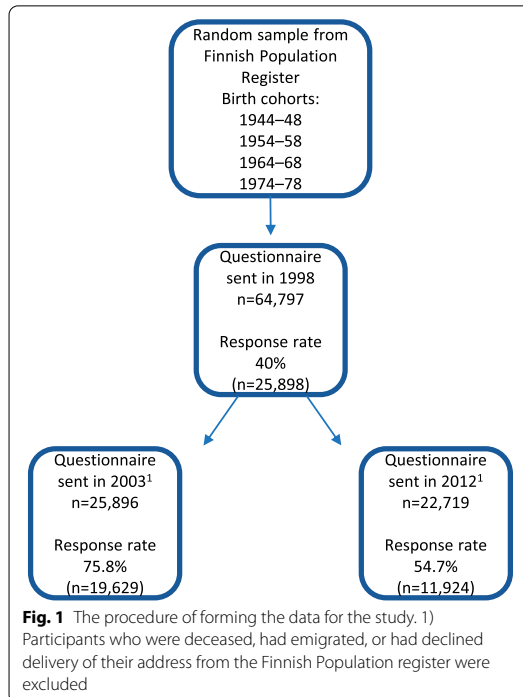 Random sample from
Finnish Population
Register
Birth cohorts:
1944–48
1954–58
1964–68
1974–78
Questionnaire
sent in 1998
n=64,797
Response rate
40%
(n=25,898)
Questionnaire
sent in 2003¹
n=25,896
Response rate
75.8%
(n=19,629)
Questionnaire
sent in 2012¹
n=22,719
Response rate
54.7%
(n=11,924)
Fig. 1 The procedure of forming the data for the study. 1)
Participants who were deceased, had emigrated, or had declined
delivery of their address from the Finnish Population register were
excluded